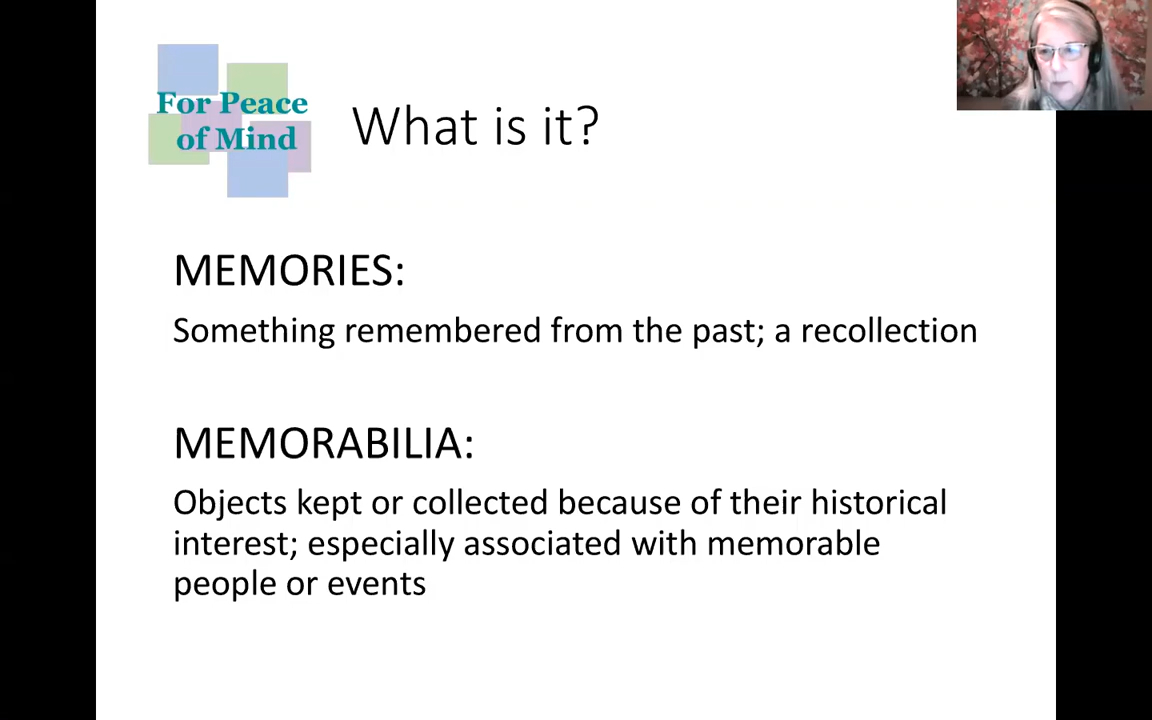 For Peace
of Mind
What is it?
MEMORIES:
Something remembered from the past; a recollection
MEMORABILIA:
Objects kept or collected because of their historical
interest; especially associated with memorable
people or events